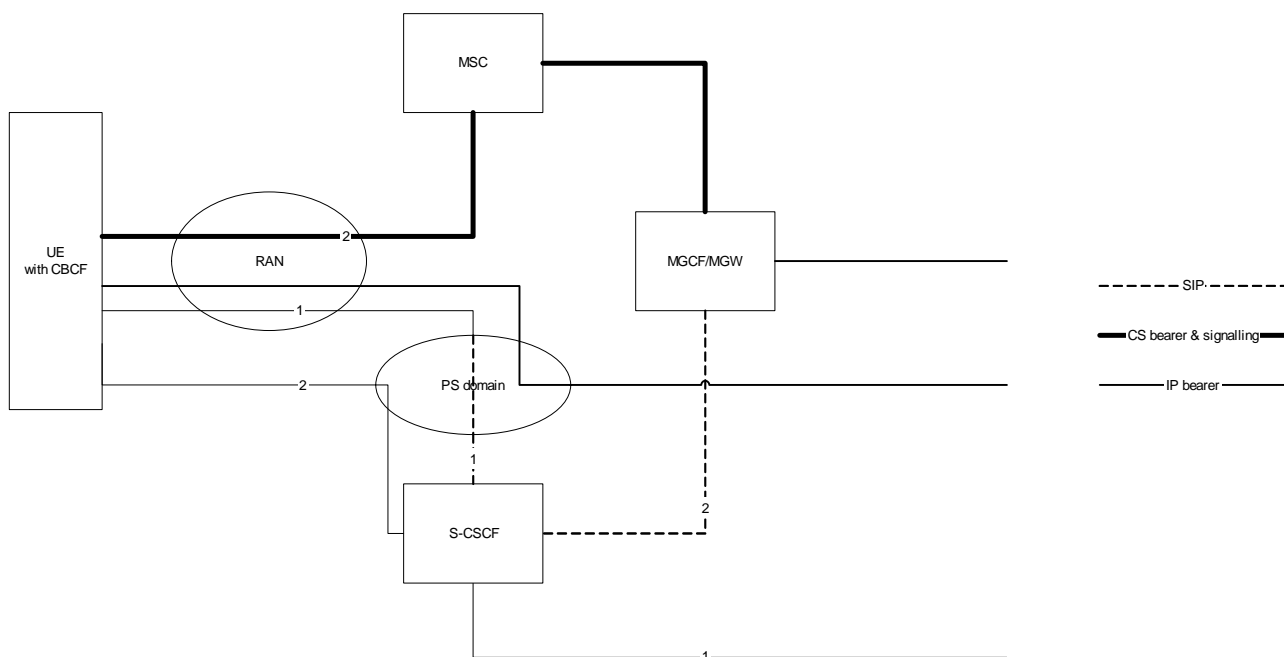 MSC
UE
with CBCF
2
RAN
MGCF/MGW
SIP
1
CS bearer & signalling
2
PS domain
IP bearer
1
2
S-CSCF
1